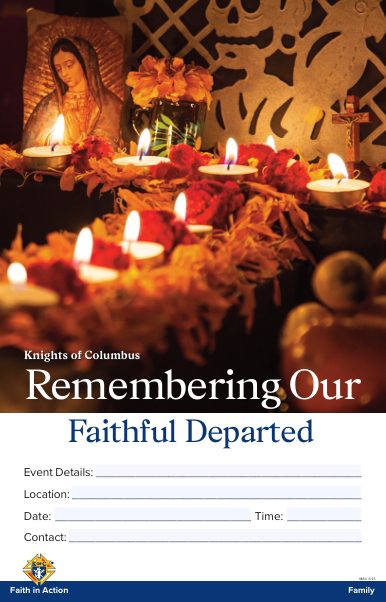 Knights of Columbus
Remembering Our
Faithful Departed
Event Details:
Location:
Date: Time:
Contact:
Faith in Action Family